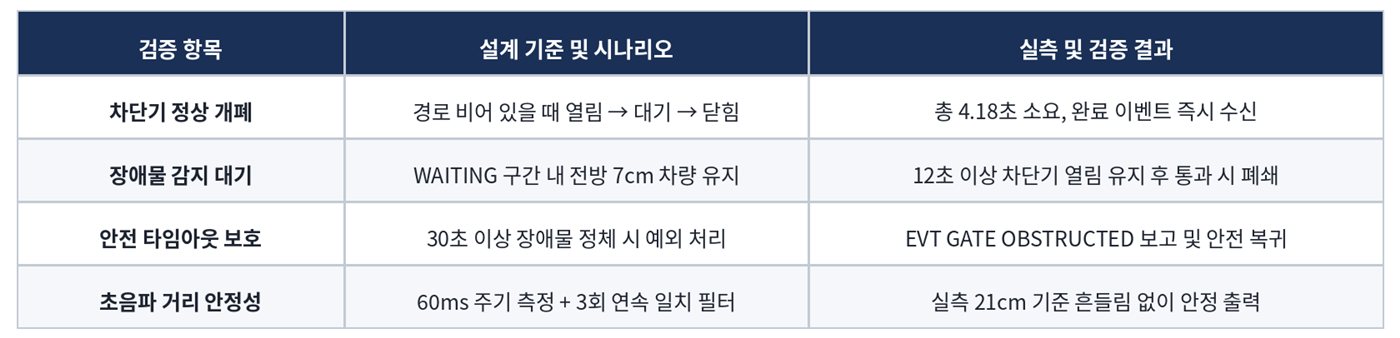 검증 항목 설계 기준 및 시나리오 실측 및 검증 결과
차단기 정상 개폐 경로 비어 있을 때 열림 → 대기 → 닫힘 총 4.18초 소요, 완료 이벤트 즉시 수신
장애물 감지 대기 WAITING 구간 내 전방 7cm 차량 유지 12초 이상 차단기 열림 유지 후 통과 시 폐쇄
안전 타임아웃 보호 30초 이상 장애물 정체 시 예외 처리 EVT GATE OBSTRUCTED 보고 및 안전 복귀
초음파 거리 안정성 60ms 주기 측정 + 3회 연속 일치 필터 실측 21cm 기준 흔들림 없이 안정 출력